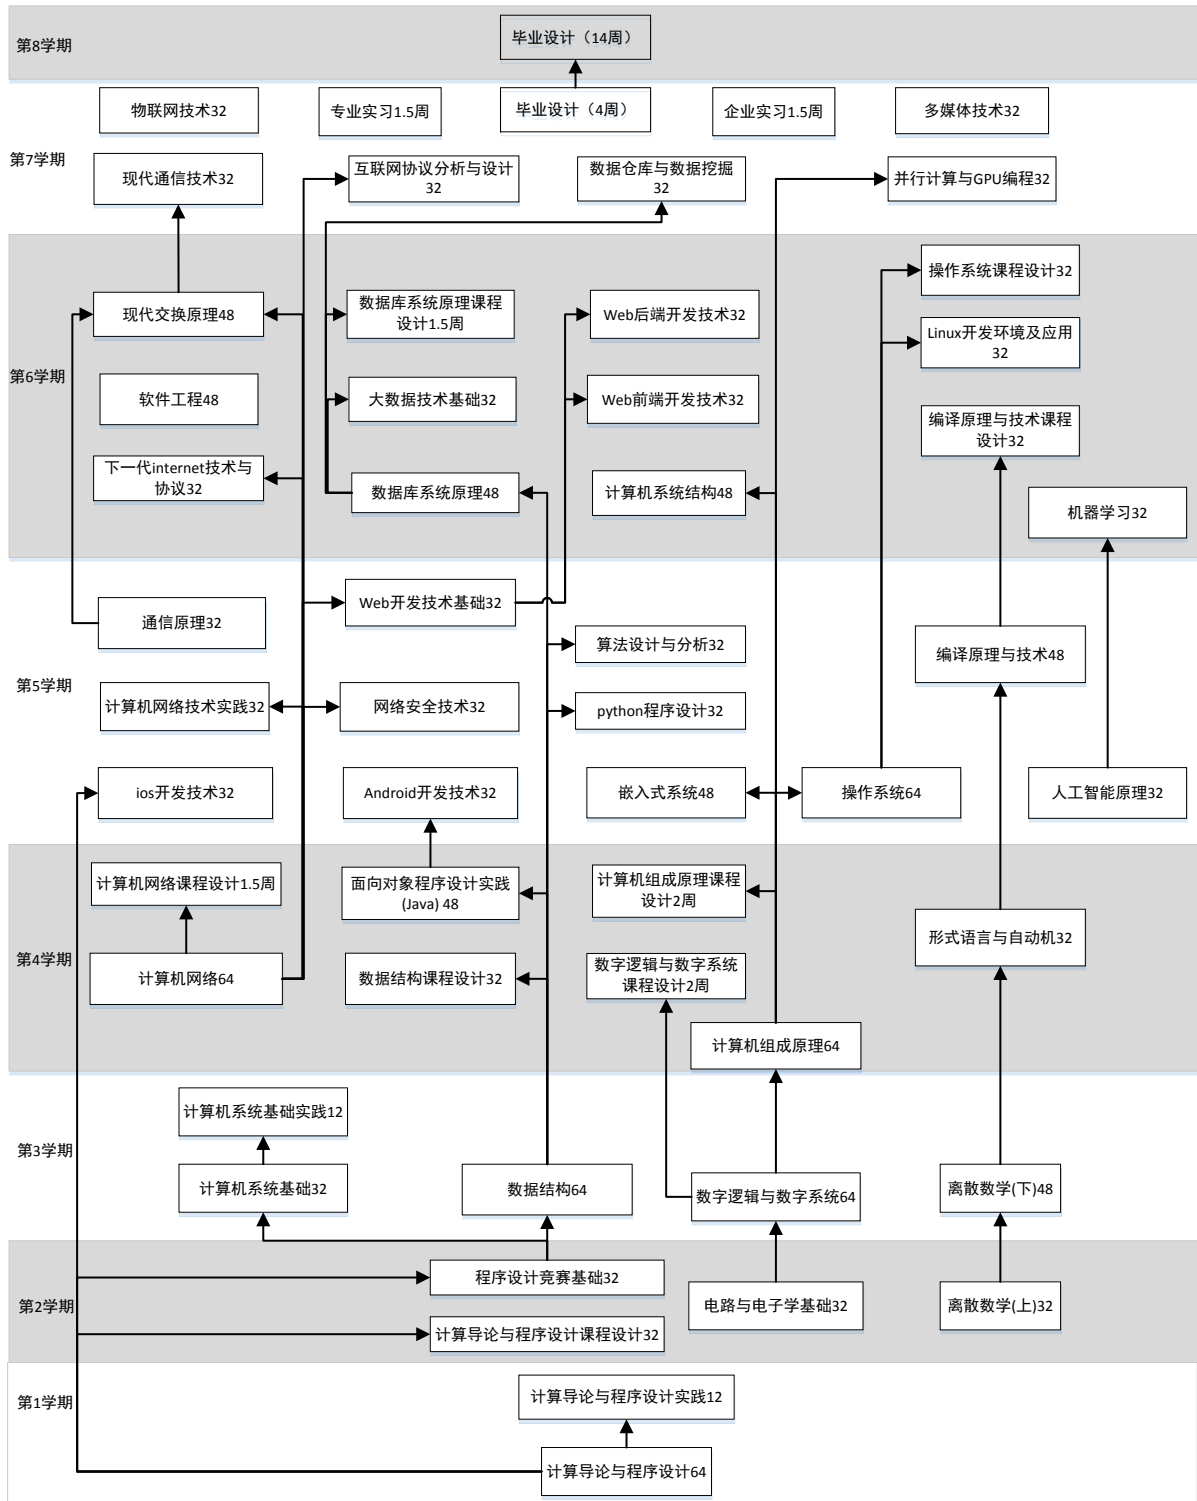 第8学期
毕业设计（14周）
物联网技术32
专业实习1.5周
毕业设计（4周）
企业实习1.5周
多媒体技术32
第7学期
现代通信技术32
互联网协议分析与设计
32
数据仓库与数据挖掘
32
并行计算与GPU编程32
操作系统课程设计32
现代交换原理48
数据库系统原理课程
设计1.5周
Web后端开发技术32
Linux开发环境及应用
32
第6学期
软件工程48
大数据技术基础32
Web前端开发技术32
编译原理与技术课程
设计32
下一代internet技术与
协议32
数据库系统原理48
计算机系统结构48
机器学习32
通信原理32
Web开发技术基础32
算法设计与分析32
编译原理与技术48
第5学期
计算机网络技术实践32
网络安全技术32
python程序设计32
ios开发技术32
Android开发技术32
嵌入式系统48
操作系统64
人工智能原理32
计算机网络课程设计1.5周
面向对象程序设计实践
(Java) 48
计算机组成原理课程
设计2周
形式语言与自动机32
第4学期
计算机网络64
数据结构课程设计32
数字逻辑与数字系统
课程设计2周
计算机组成原理64
计算机系统基础实践12
第3学期
计算机系统基础32
数据结构64
数字逻辑与数字系统64
离散数学(下)48
程序设计竞赛基础32
第2学期
电路与电子学基础32
离散数学(上)32
计算导论与程序设计课程设计32
第1学期
计算导论与程序设计实践12
计算导论与程序设计64